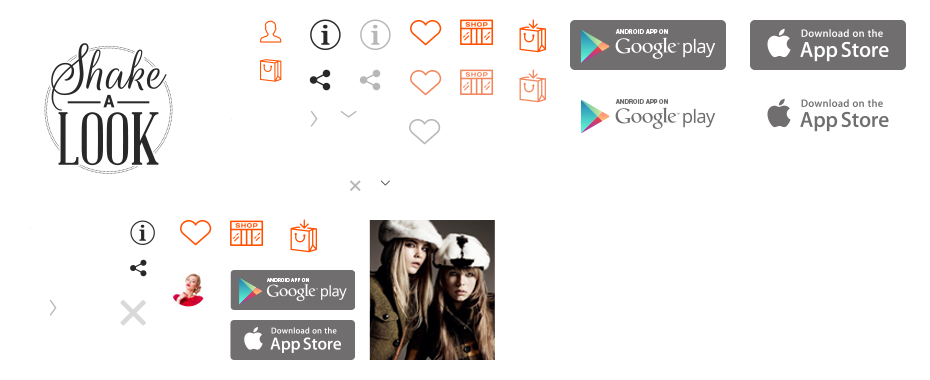 Shake
A
LOOK
SHOP
SHOP
ANDROID APP ON
Google play
Download on the
App Store
ANDROID APP ON
Google play
Download on the
App Store
SHOP
ANDROID APP ON
Google play
Download on the
App Store